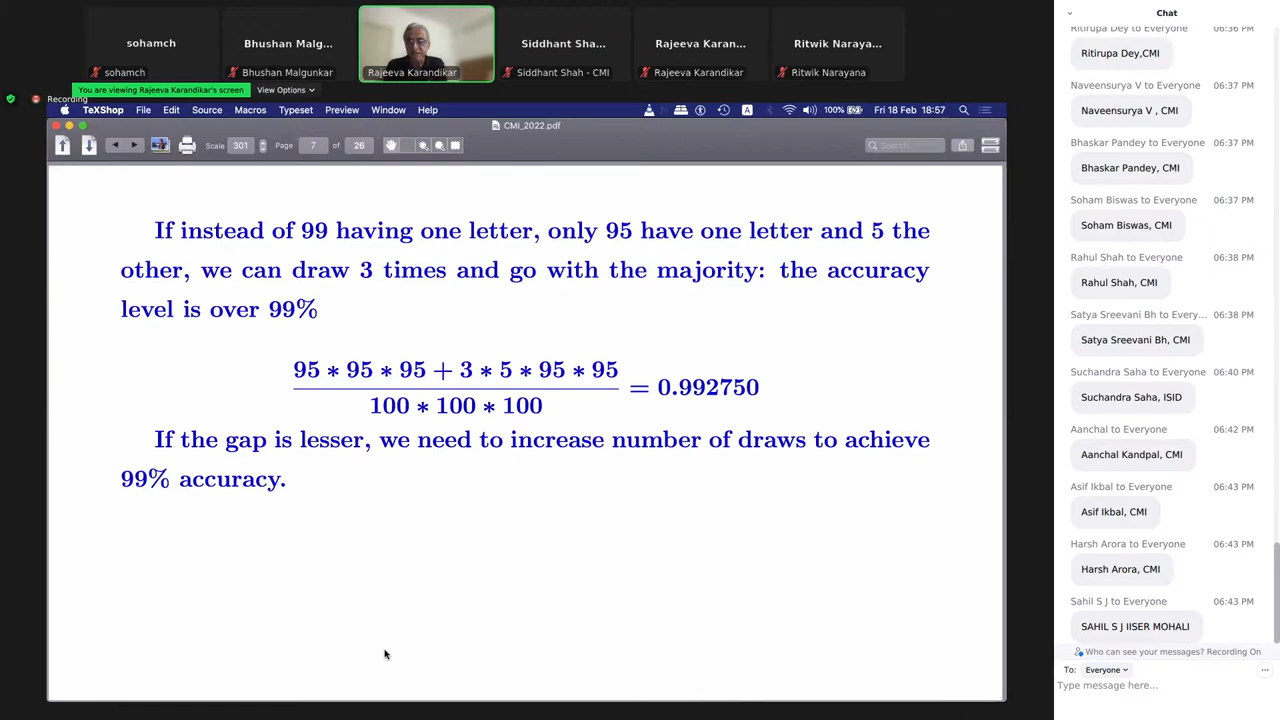 sohamch
Bhushan Malg...
Siddhant Sha...
Rajeeva Karan...
Ritwik Naraya...
sohamch
Bhushan Malgunkar
Rajeeva Karandikar
Siddhant Shah - CMI
Rajeeva Karandikar
Ritwik Narayana
You are viewing Rajeeva Karandikar's screen
View Options
Recording
TeXShop File Edit Source Macros Typeset Preview Window Help
A
100%
Fri 18 Feb 18:57
CMI_2022.pdf
Scale 301 Page 7 of 26
Search
If instead of 99 having one letter, only 95 have one letter and 5 the
other, we can draw 3 times and go with the majority: the accuracy
level is over 99%
95 * 95 * 95 + 3 * 5 * 95 * 95
100 * 100 * 100
= 0.992750
If the gap is lesser, we need to increase number of draws to achieve
99% accuracy.
Chat
Ritirupa Dey to Everyone 06:36 PM
Ritirupa Dey,CMI
Naveensurya V to Everyone 06:37 PM
Naveensurya V , CMI
Bhaskar Pandey to Everyone 06:37 PM
Bhaskar Pandey, CMI
Soham Biswas to Everyone 06:37 PM
Soham Biswas, CMI
Rahul Shah to Everyone 06:38 PM
Rahul Shah, CMI
Satya Sreevani Bh to Every... 06:38 PM
Satya Sreevani Bh, CMI
Suchandra Saha to Everyone 06:40 PM
Suchandra Saha, ISID
Aanchal to Everyone 06:42 PM
Aanchal Kandpal, CMI
Asif Ikbal to Everyone 06:43 PM
Asif Ikbal, CMI
Harsh Arora to Everyone 06:43 PM
Harsh Arora, CMI
Sahil S J to Everyone 06:43 PM
SAHIL S J IISER MOHALI
Who can see your messages? Recording On
To: Everyone
Type message here...